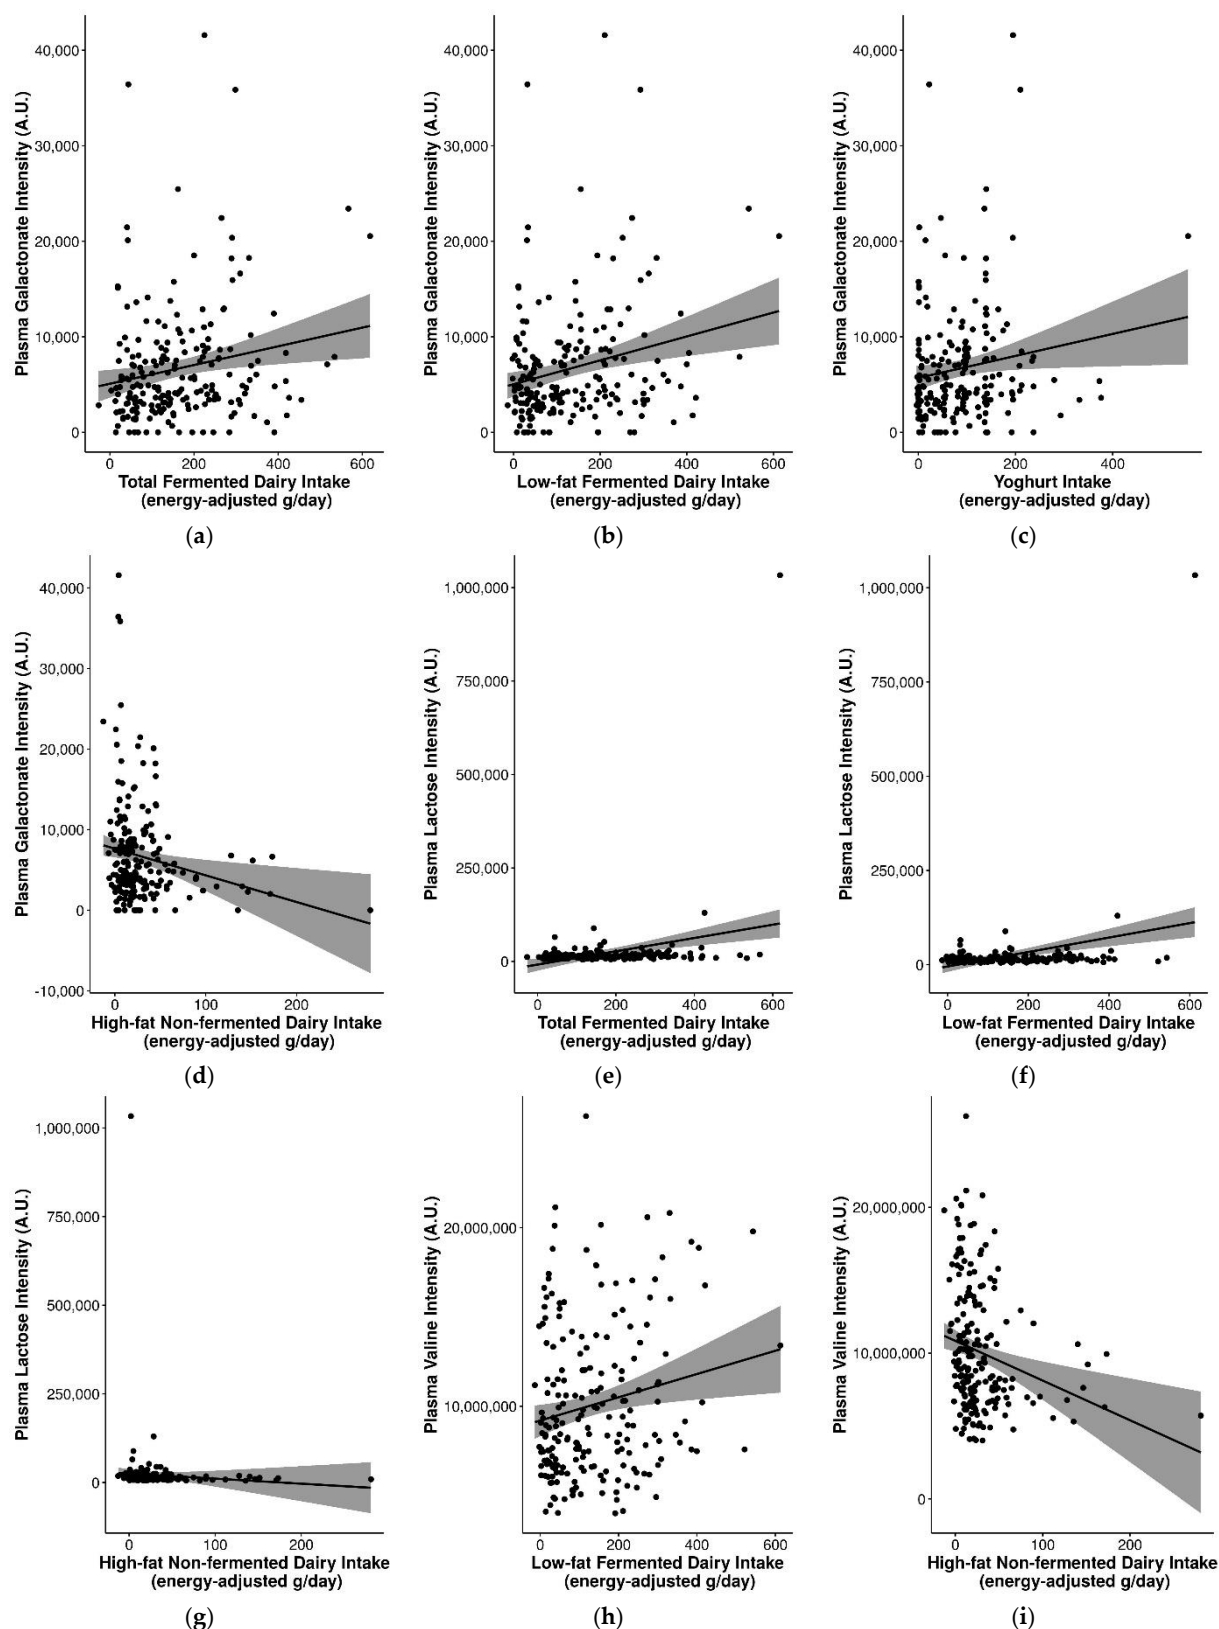 Plasma Galactonate Intensity (A.U.)
40,000
30,000
20,000
10,000
0
0 200 400 600
Total Fermented Dairy Intake
(energy-adjusted g/day)
(a)
Plasma Galactonate Intensity (A.U.)
40,000
30,000
20,000
10,000
0
0 200 400 600
Low-fat Fermented Dairy Intake
(energy-adjusted g/day)
(b)
Plasma Galactonate Intensity (A.U.)
40,000
30,000
20,000
10,000
0
0 200 400
Yoghurt Intake
(energy-adjusted g/day)
(c)
Plasma Galactonate Intensity (A.U.)
40,000
30,000
20,000
10,000
0
-10,000
0 100 200
High-fat Non-fermented Dairy Intake
(energy-adjusted g/day)
(d)
Plasma Lactose Intensity (A.U.)
1,000,000
750,000
500,000
250,000
0
0 200 400 600
Total Fermented Dairy Intake
(energy-adjusted g/day)
(e)
Plasma Lactose Intensity (A.U.)
1,000,000
750,000
500,000
250,000
0
0 200 400 600
Low-fat Fermented Dairy Intake
(energy-adjusted g/day)
(f)
Plasma Lactose Intensity (A.U.)
1,000,000
750,000
500,000
250,000
0
0 100 200
High-fat Non-fermented Dairy Intake
(energy-adjusted g/day)
(g)
Plasma Valine Intensity (A.U.)
20,000,000
10,000,000
0 200 400 600
Low-fat Fermented Dairy Intake
(energy-adjusted g/day)
(h)
Plasma Valine Intensity (A.U.)
20,000,000
10,000,000
0
0 100 200
High-fat Non-fermented Dairy Intake
(energy-adjusted g/day)
(i)